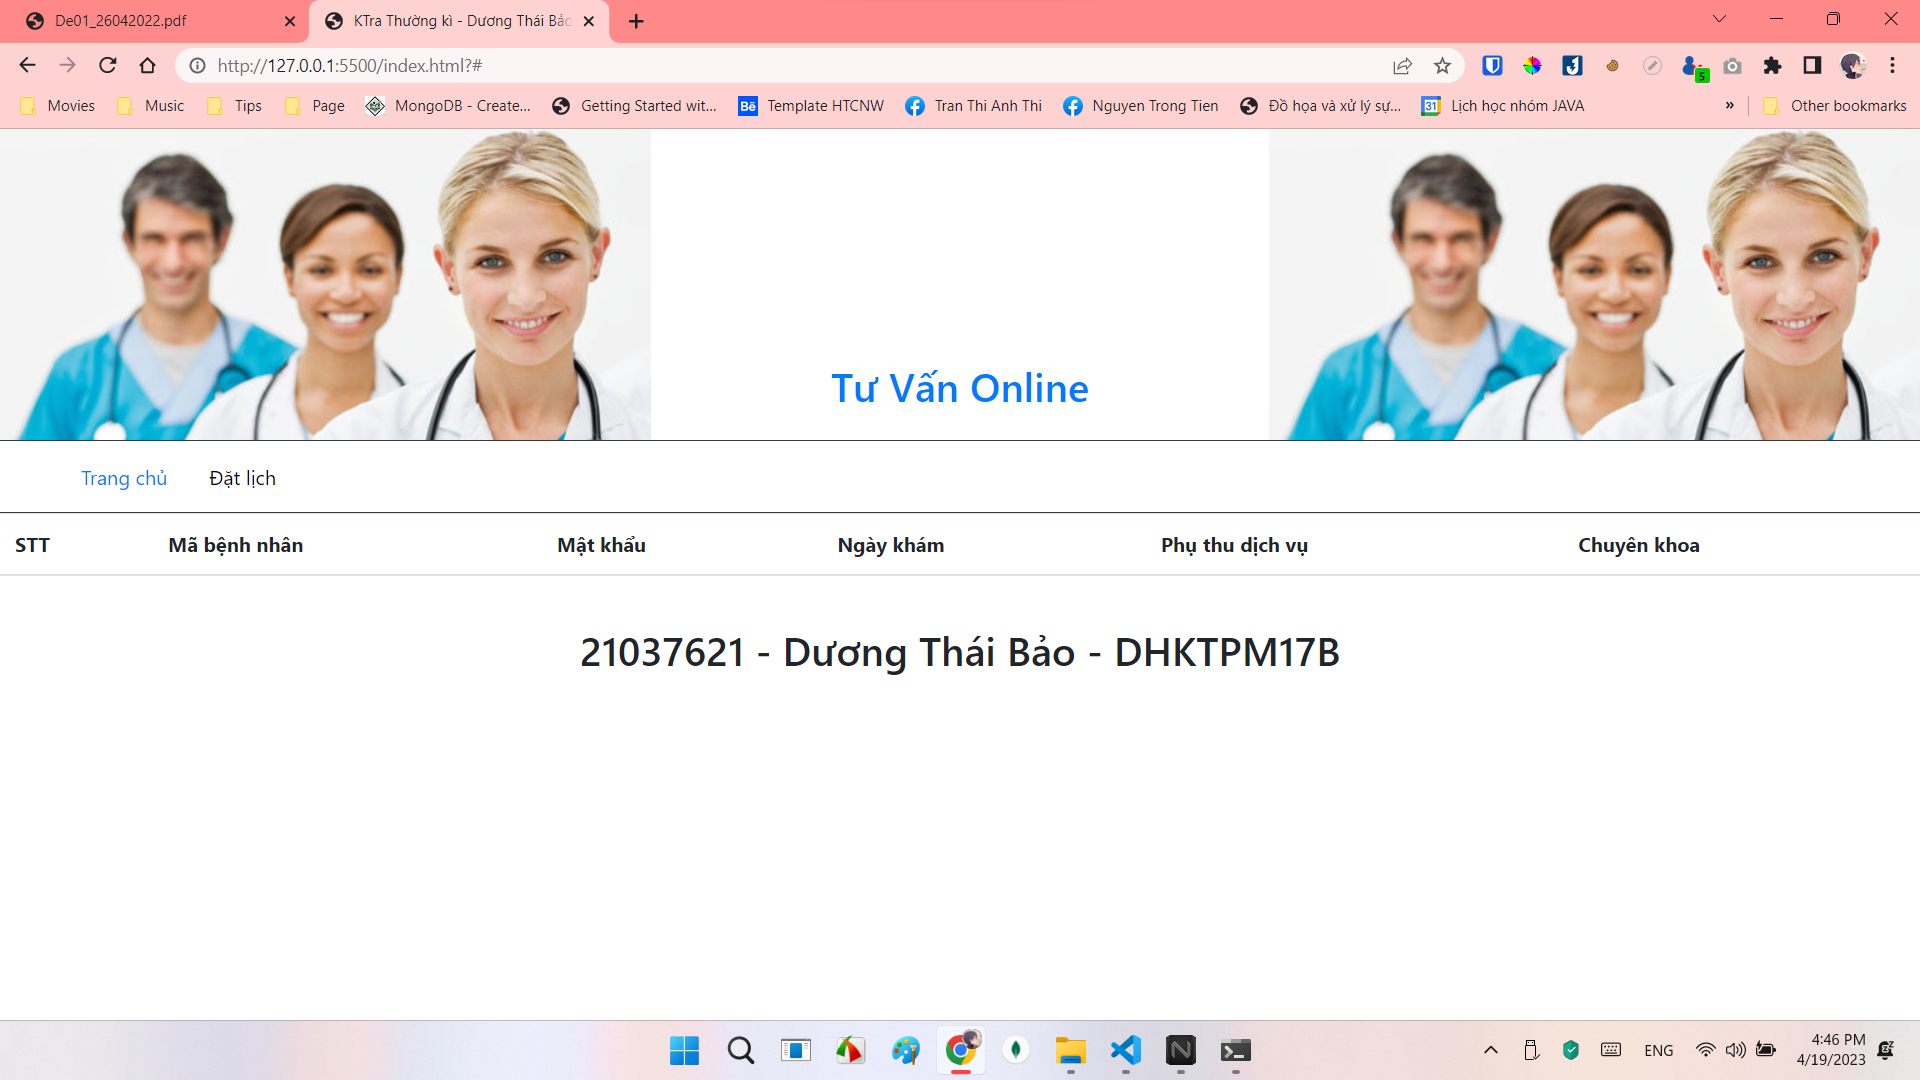 De01_26042022.pdf
KTra Thường kì - Dương Thái Bảo
http://127.0.0.1:5500/index.html?#
5
Movies
Music
Tips
Page
MongoDB - Create...
Getting Started wit...
Bē
Template HTCNW
Tran Thi Anh Thi
Nguyen Trong Tien
Đồ họa và xử lý sự...
31
Lịch học nhóm JAVA
»
Other bookmarks
Tư Vấn Online
Trang chủ
Đặt lịch
STT
Mã bệnh nhân
Mật khẩu
Ngày khám
Phụ thu dịch vụ
Chuyên khoa
21037621 - Dương Thái Bảo - DHKTPM17B
ENG
4:46 PM
4/19/2023